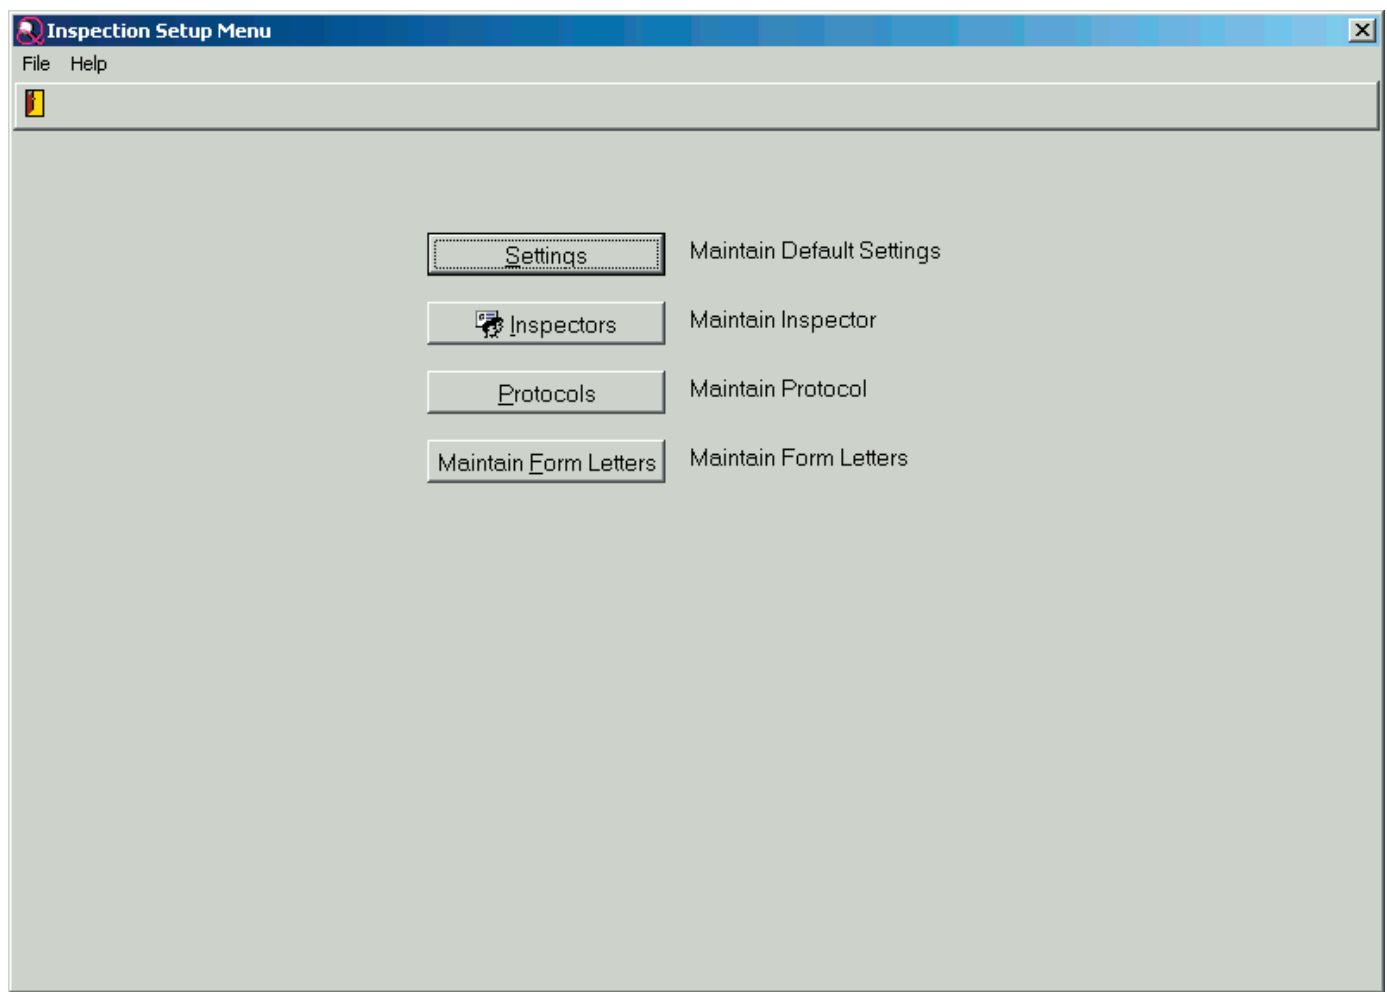 Inspection Setup Menu
File Help
Settings Maintain Default Settings
Inspectors Maintain Inspector
Protocols Maintain Protocol
Maintain Form Letters Maintain Form Letters